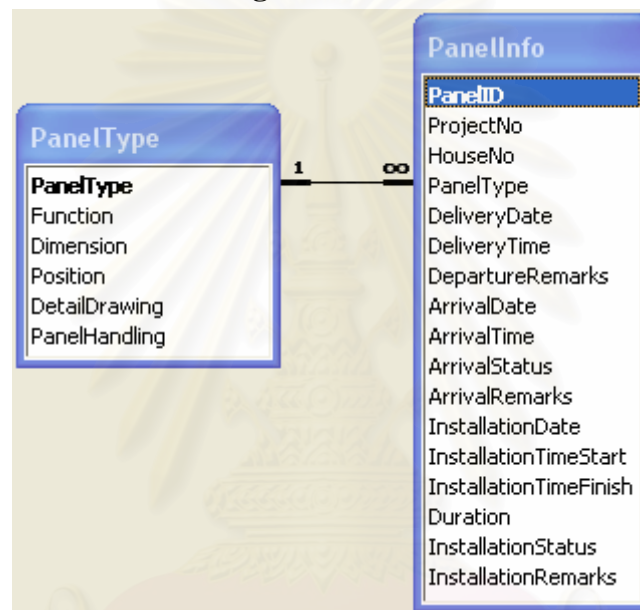 PanelType
PanelType
Function
Dimension
Position
DetailDrawing
PanelHandling
1
∞
PanelInfo
PanelID
ProjectNo
HouseNo
PanelType
DeliveryDate
DeliveryTime
DepartureRemarks
ArrivalDate
ArrivalTime
ArrivalStatus
ArrivalRemarks
InstallationDate
InstallationTimeStart
InstallationTimeFinish
Duration
InstallationStatus
InstallationRemarks